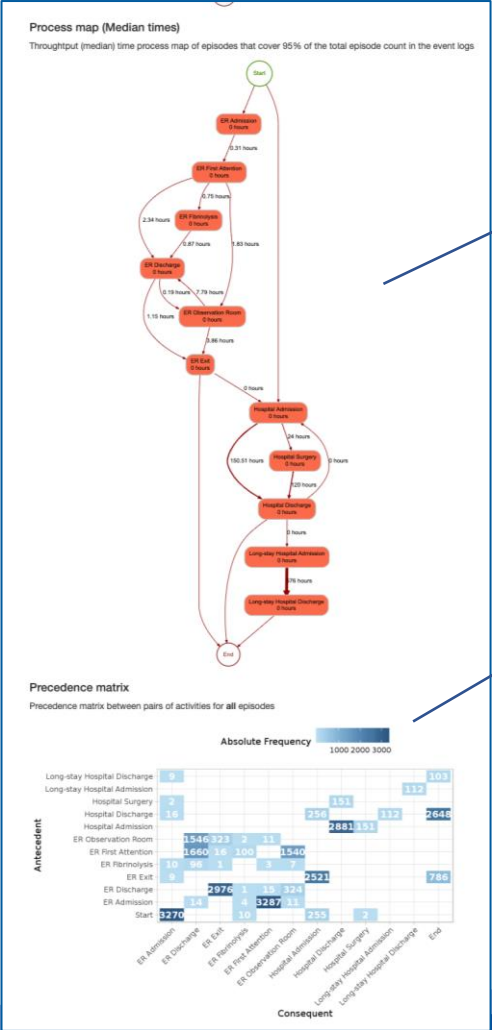 Process map (Median times)
Throughtput (median) time process map of episodes that cover 95% of the total episode count in the event logs
Start
ER Admission
0 hours
0.31 hours
ER First Attention
0 hours
0.75 hours
ER Fibrinolysis
0 hours
2.34 hours
0.87 hours
1.83 hours
ER Discharge
0 hours
0.19 hours
7.79 hours
1.15 hours
ER Observation Room
0 hours
3.86 hours
ER Exit
0 hours
0 hours
Hospital Admission
0 hours
24 hours
150.51 hours
Hospital Surgery
0 hours
0 hours
120 hours
Hospital Discharge
0 hours
0 hours
Long-stay Hospital Admission
0 hours
hours
Long-stay Hospital Discharge
0 hours
End
Precedence matrix
Precedence matrix between pairs of activities for all episodes
Absolute Frequency
1000 2000 3000
Antecedent
Long-stay Hospital Discharge 9 103
Long-stay Hospital Admission 112
Hospital Surgery 2 151
Hospital Discharge 16 256 112 2648
Hospital Admission 2881 151
ER Observation Room 1546 323 2 11
ER First Attention 1660 16 100 1540
ER Fibrinolysis 10 96 1 3 7
ER Exit 9 2521 786
ER Discharge 2976 1 15 324
ER Admission 14 4 3287 11
Start 3270 10 255 2
ER Admission
ER Discharge
ER Exit
ER Fibrinolysis
ER First Attention
ER Observation Room
Hospital Admission
Hospital Discharge
Hospital Surgery
Long-stay Hospital Admission
Long-stay Hospital Discharge
End
Consequent